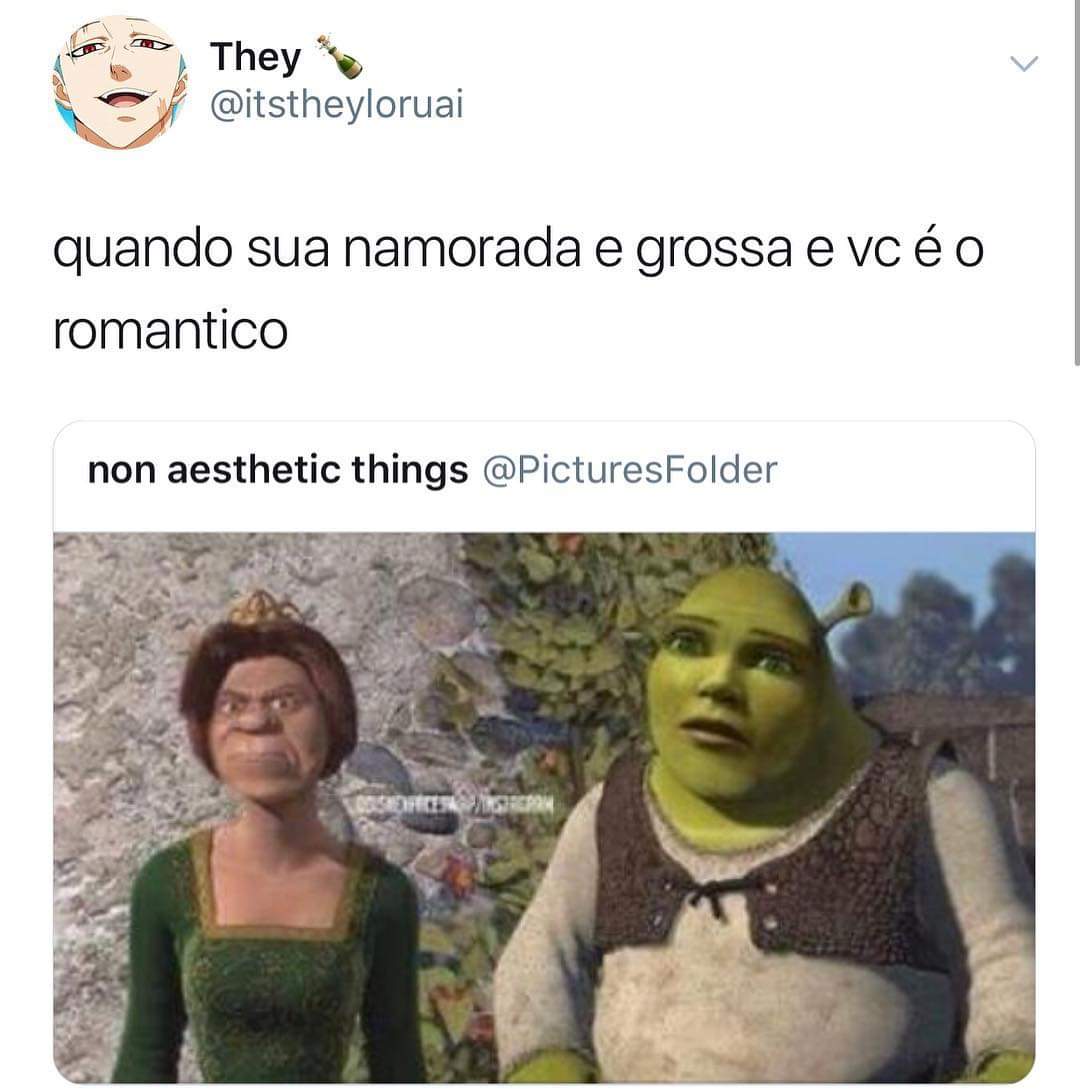 They 🍾
@itstheyloruai
quando sua namorada e grossa e vc é o
romantico
non aesthetic things @PicturesFolder